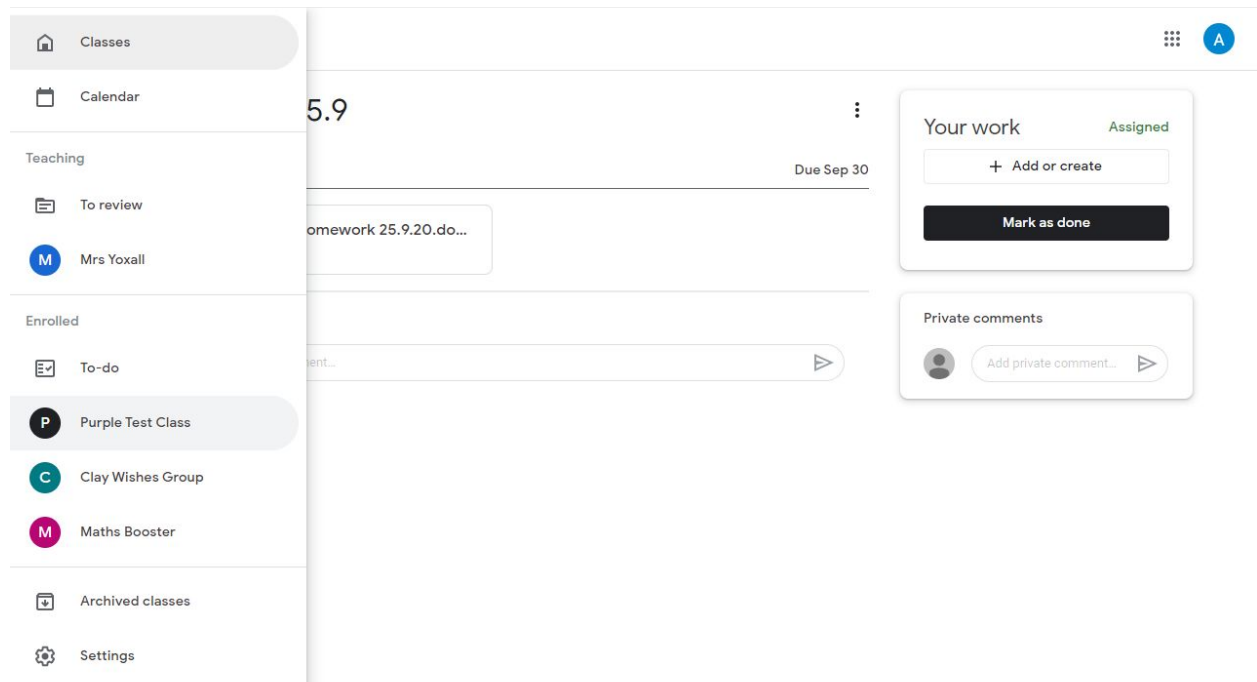 Classes
A
Calendar
5.9
Your work
Assigned
+ Add or create
Teaching
Due Sep 30
To review
Mark as done
omework 25.9.20.do...
M
Mrs Yoxall
Enrolled
Private comments
To-do
ent...
Add private comment...
P
Purple Test Class
C
Clay Wishes Group
M
Maths Booster
Archived classes
Settings